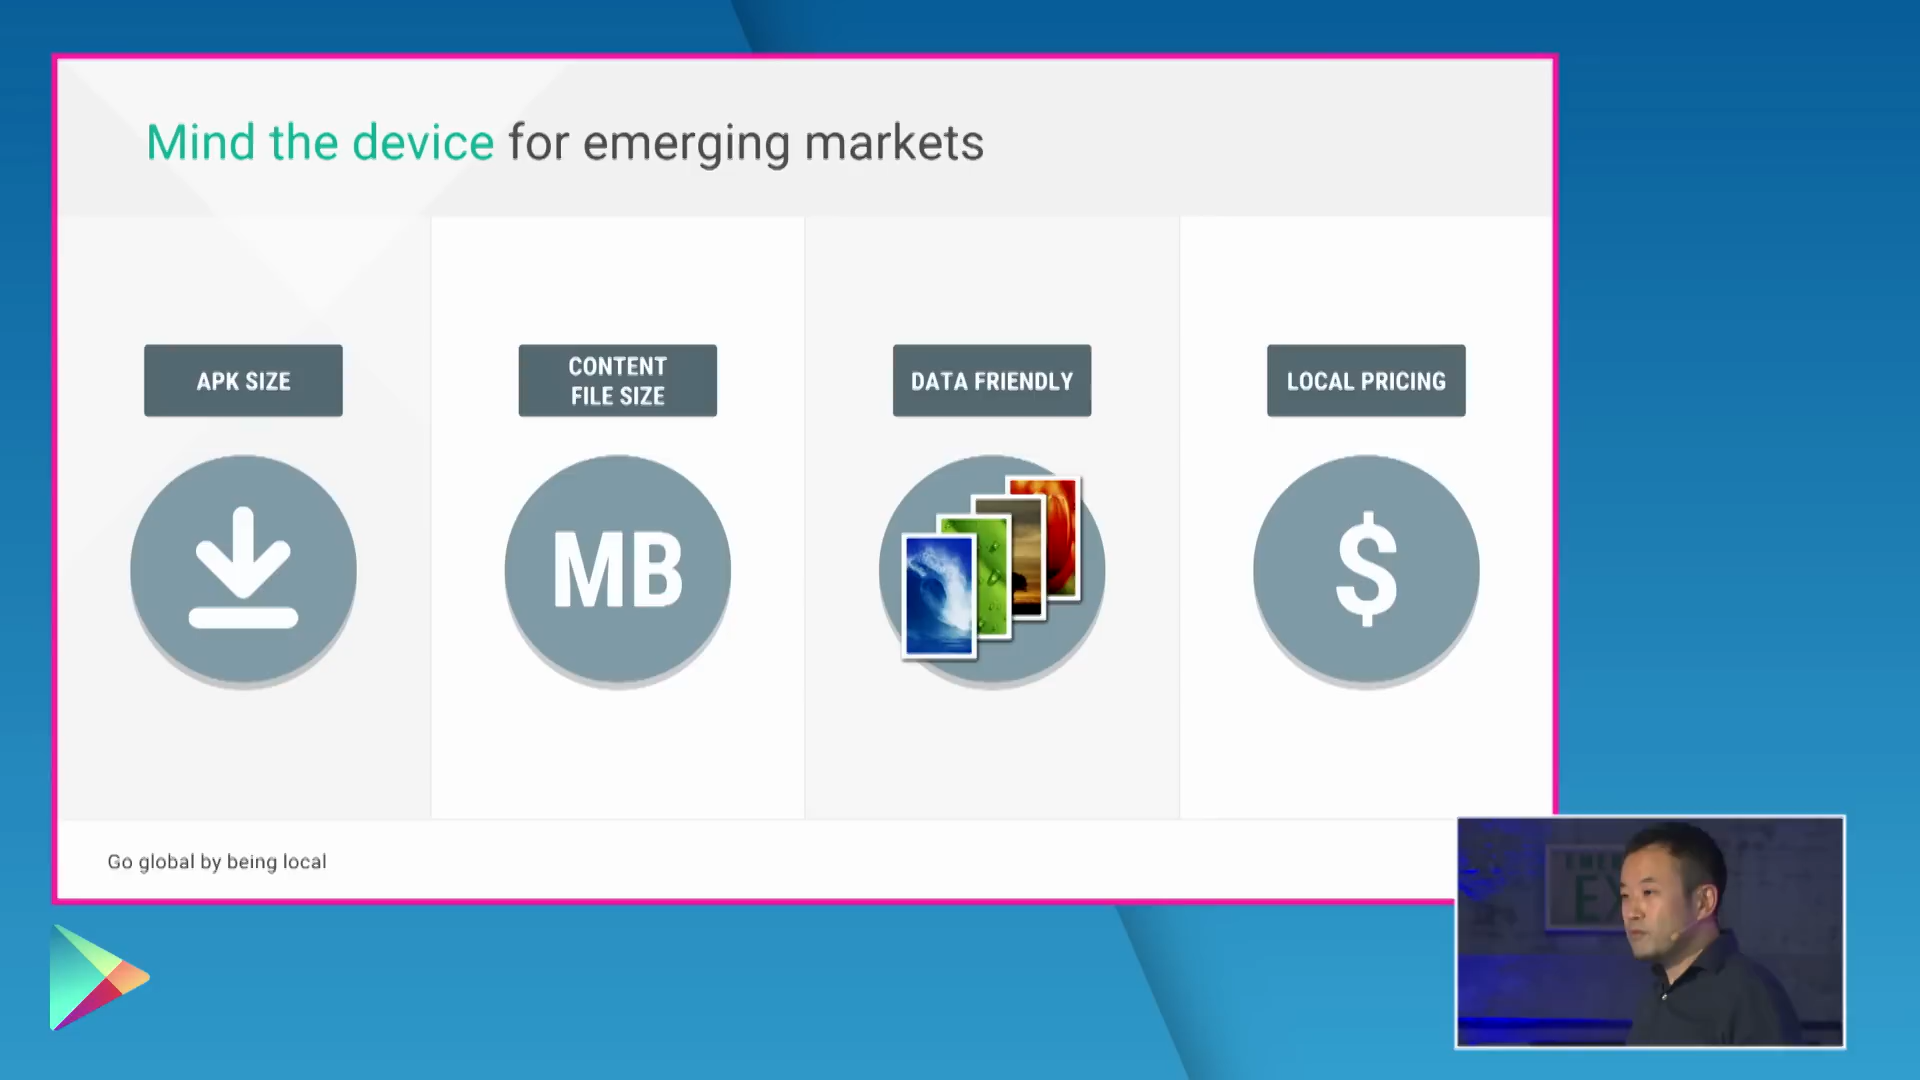 Mind the device for emerging markets
APK SIZE
CONTENT
FILE SIZE
DATA FRIENDLY
LOCAL PRICING
MB
$
Go global by being local